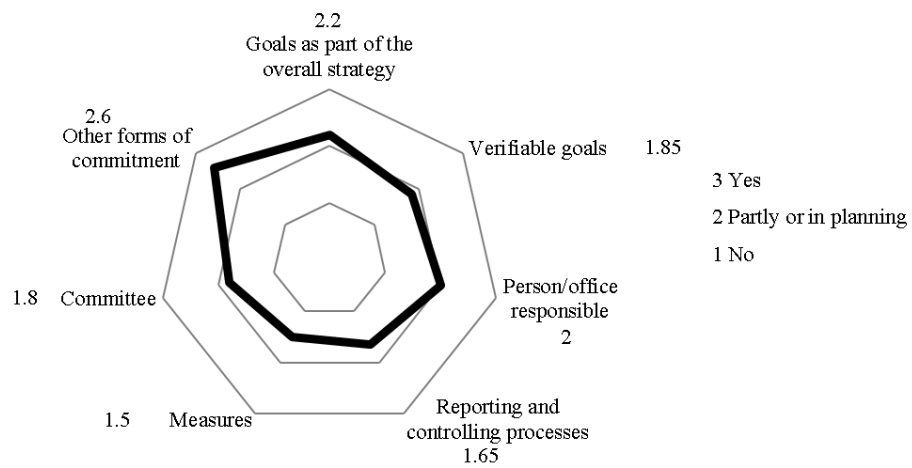 2.2
Goals as part of the
overall strategy
2.6
Other forms of
commitment
Verifiable goals 1.85
3 Yes
2 Partly or in planning
1 No
1.8 Committee
Person/office
responsible
2
1.5 Measures
Reporting and
controlling processes
1.65